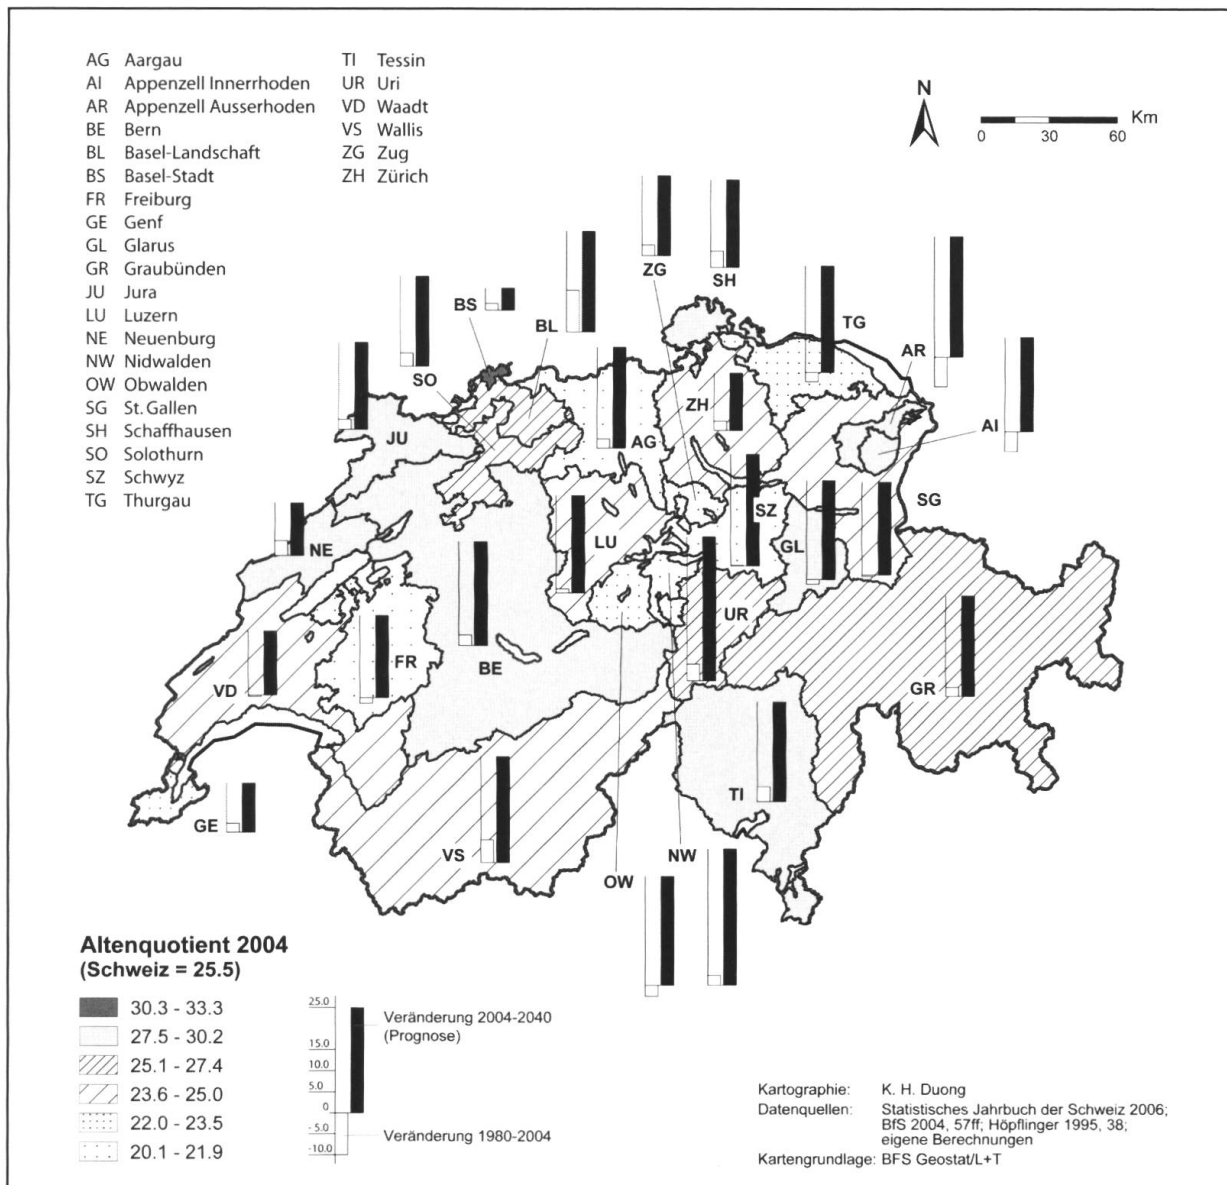 AG Aargau
AI Appenzell Innerrhoden
AR Appenzell Ausserhoden
BE Bern
BL Basel-Landschaft
BS Basel-Stadt
FR Freiburg
GE Genf
GL Glarus
GR Graubünden
JU Jura
LU Luzern
NE Neuenburg
NW Nidwalden
OW Obwalden
SG St. Gallen
SH Schaffhausen
SO Solothurn
SZ Schwyz
TG Thurgau
TI Tessin
UR Uri
VD Waadt
VS Wallis
ZG Zug
ZH Zürich
N
Km
0 30 60
ZG
SH
BS
BL
TG
AR
SO
ZH
AI
JU
AG
SG
SZ
LU
GL
NE
UR
FR
BE
VD
GR
TI
GE
VS
NW
OW
Altenquotient 2004
(Schweiz = 25.5)
30.3 - 33.3
27.5 - 30.2
25.1 - 27.4
23.6 - 25.0
22.0 - 23.5
20.1 - 21.9
25.0
15.0
10.0
5.0
0
-5.0
-10.0
Veränderung 2004-2040
(Prognose)
Veränderung 1980-2004
Kartographie: K. H. Duong
Datenquellen: Statistisches Jahrbuch der Schweiz 2006;
BfS 2004, 57ff; Höpflinger 1995, 38;
eigene Berechnungen
Kartengrundlage: BFS Geostat/L+T